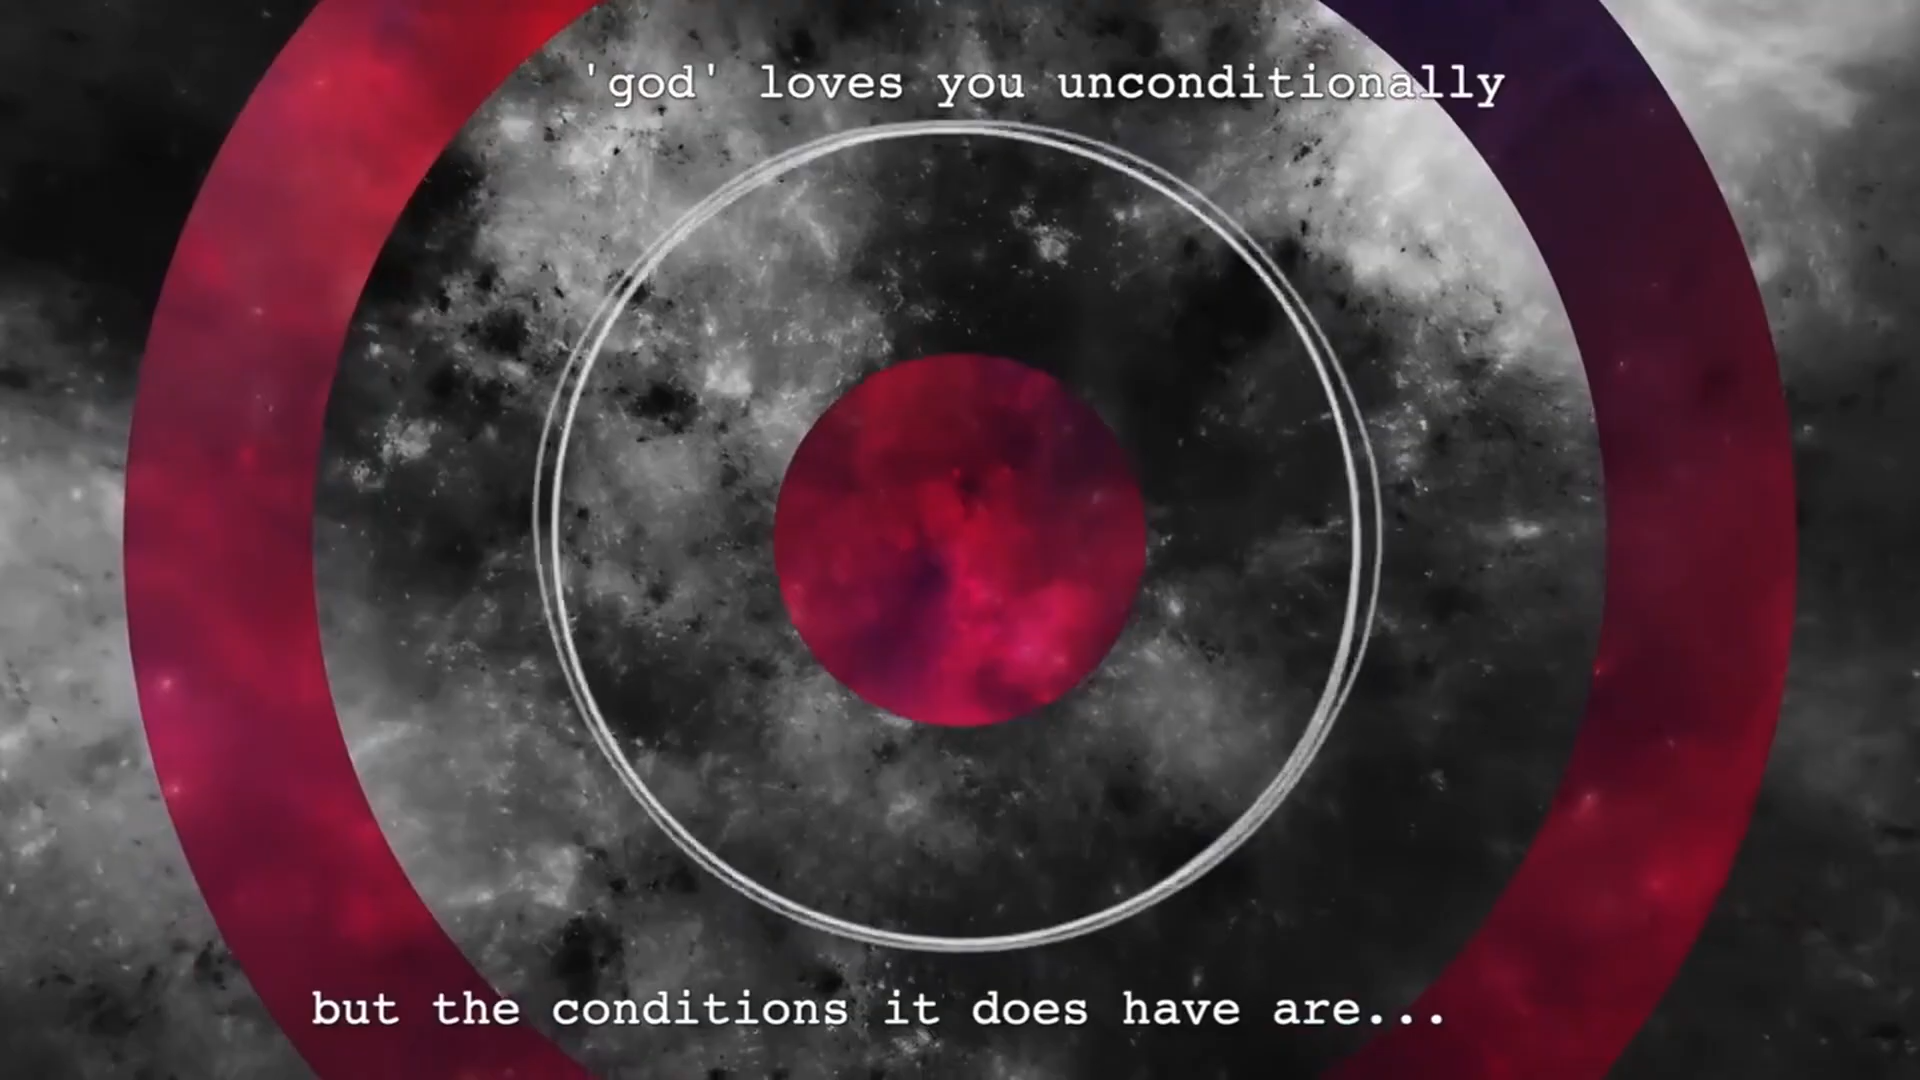 'god' loves you unconditionally
but the conditions it does have are...